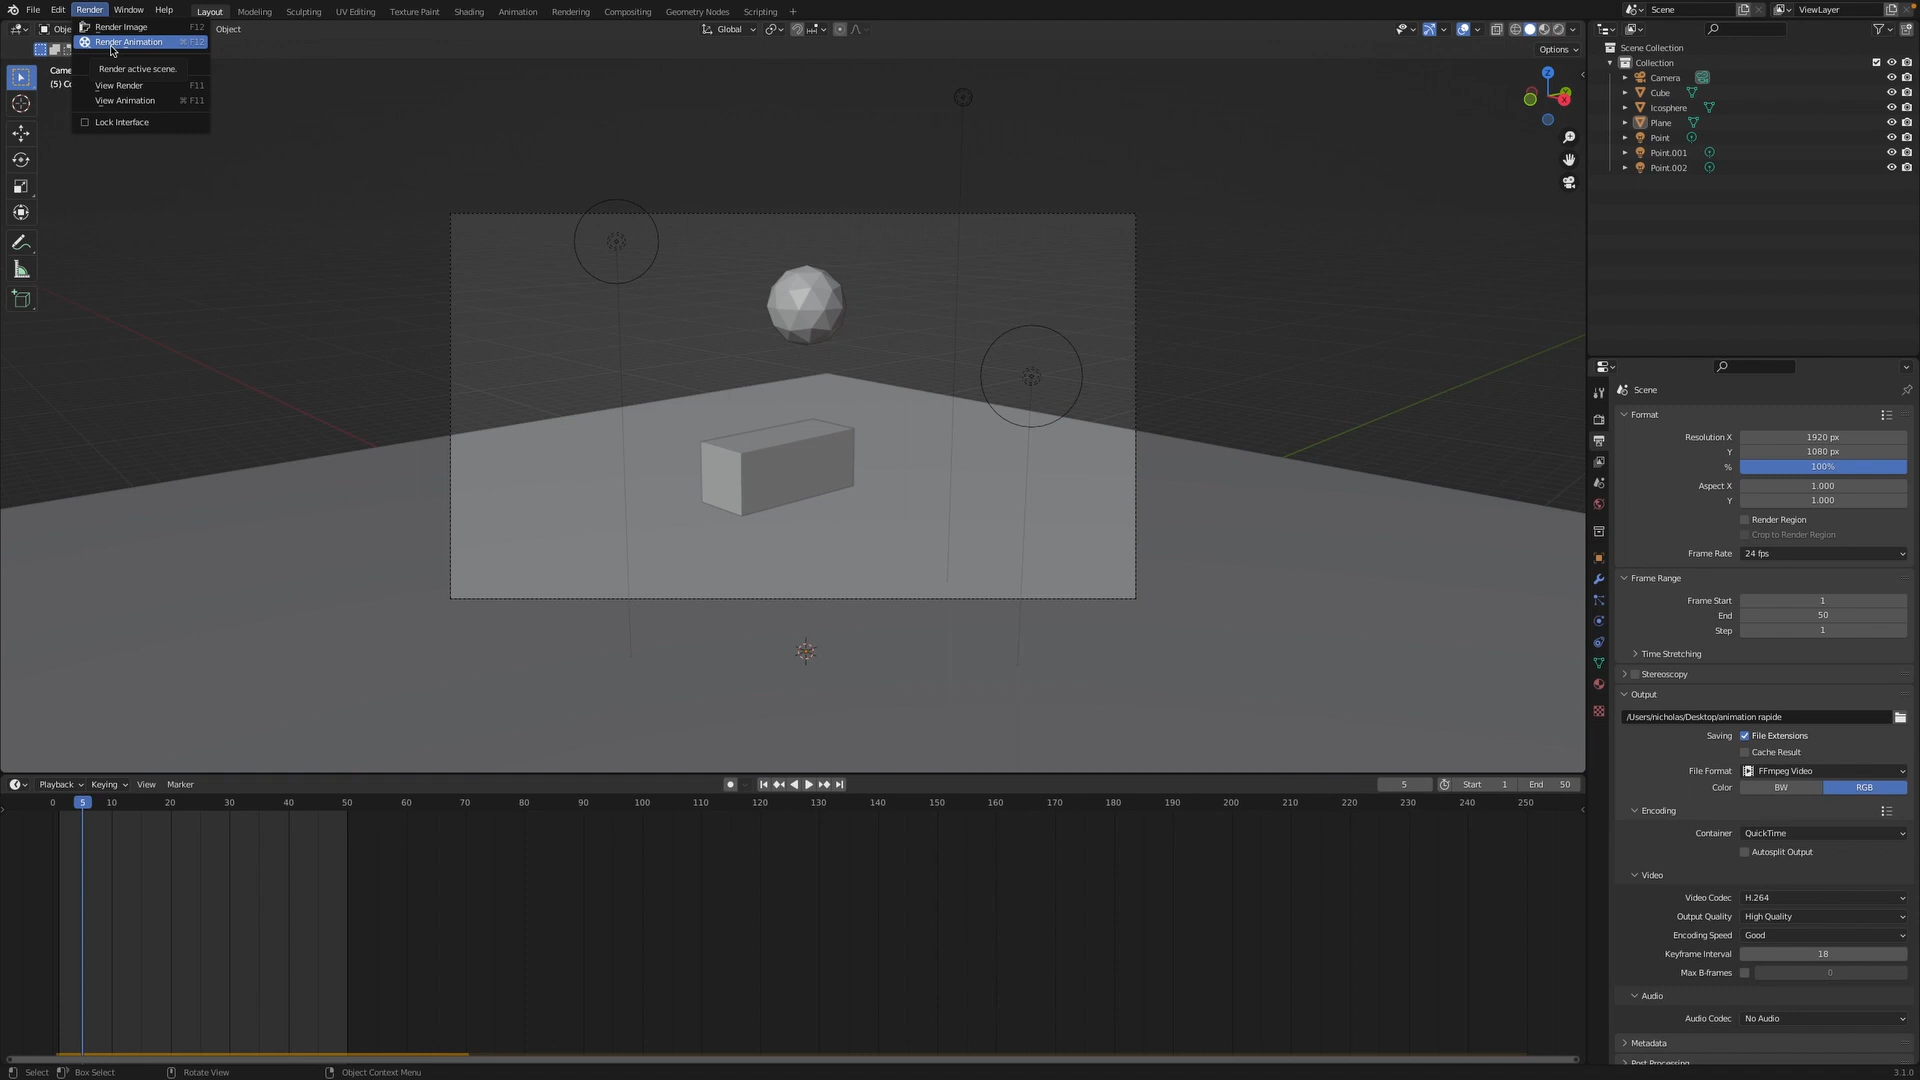 File Edit Render Window Help Layout Modeling Sculpting UV Editing Texture Paint Shading Animation Rendering Compositing Geometry Nodes Scripting + Scene ViewLayer
Obje Object Global
Options
Render Image F12
Render Animation ⌘ F12
Render active scene.
View Render F11
View Animation ⌘ F11
Lock Interface
Came
(5) Co
Z
Y
X
Scene Collection
Collection
Camera
Cube
Icosphere
Plane
Point
Point.001
Point.002
Scene
Format
Resolution X 1920 px
Y 1080 px
% 100%
Aspect X 1.000
Y 1.000
Render Region
Crop to Render Region
Frame Rate 24 fps
Frame Range
Frame Start 1
End 50
Step 1
Time Stretching
Stereoscopy
Output
/Users/nicholas/Desktop/animation rapide
Saving File Extensions
Cache Result
File Format FFmpeg Video
Color BW RGB
Encoding
Container QuickTime
Autosplit Output
Video
Video Codec H.264
Output Quality High Quality
Encoding Speed Good
Keyframe Interval 18
Max B-frames 0
Audio
Audio Codec No Audio
Metadata
Post Processing
Playback Keying View Marker 5 Start 1 End 50
0 5 10 20 30 40 50 60 70 80 90 100 110 120 130 140 150 160 170 180 190 200 210 220 230 240 250
Select Box Select Rotate View Object Context Menu 3.1.0